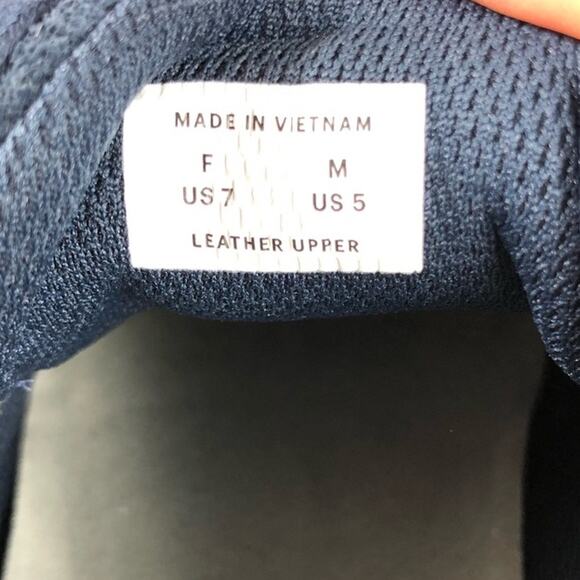 MADE IN VIETNAM
F M
US 7 US 5
LEATHER UPPER